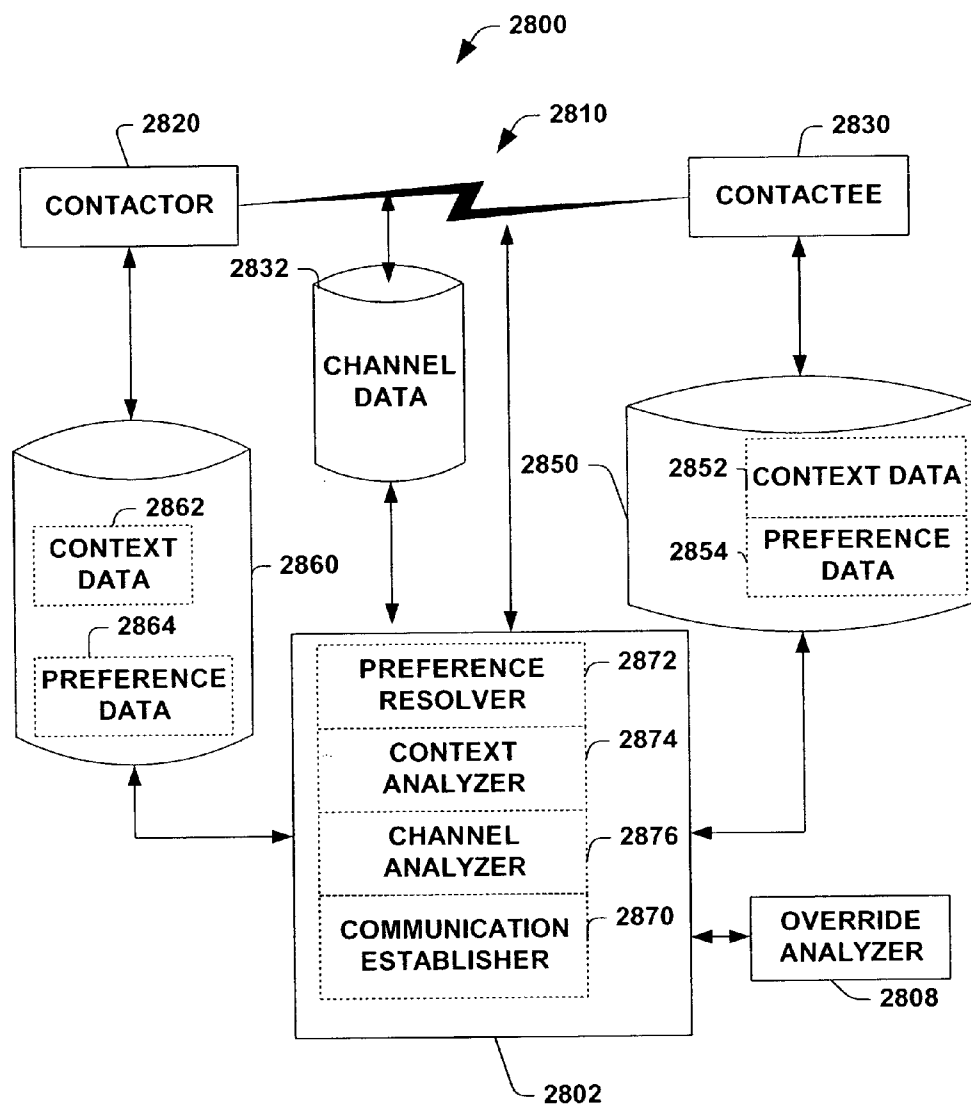 2800
2810
2820
2830
CONTACTOR
CONTACTEE
2832
CHANNEL
DATA
2850
2852
CONTEXT DATA
2854
PREFERENCE
DATA
2862
CONTEXT
DATA
2860
2864
PREFERENCE
DATA
PREFERENCE
RESOLVER
2872
CONTEXT
ANALYZER
2874
CHANNEL
ANALYZER
2876
COMMUNICATION
ESTABLISHER
2870
OVERRIDE
ANALYZER
2808
2802